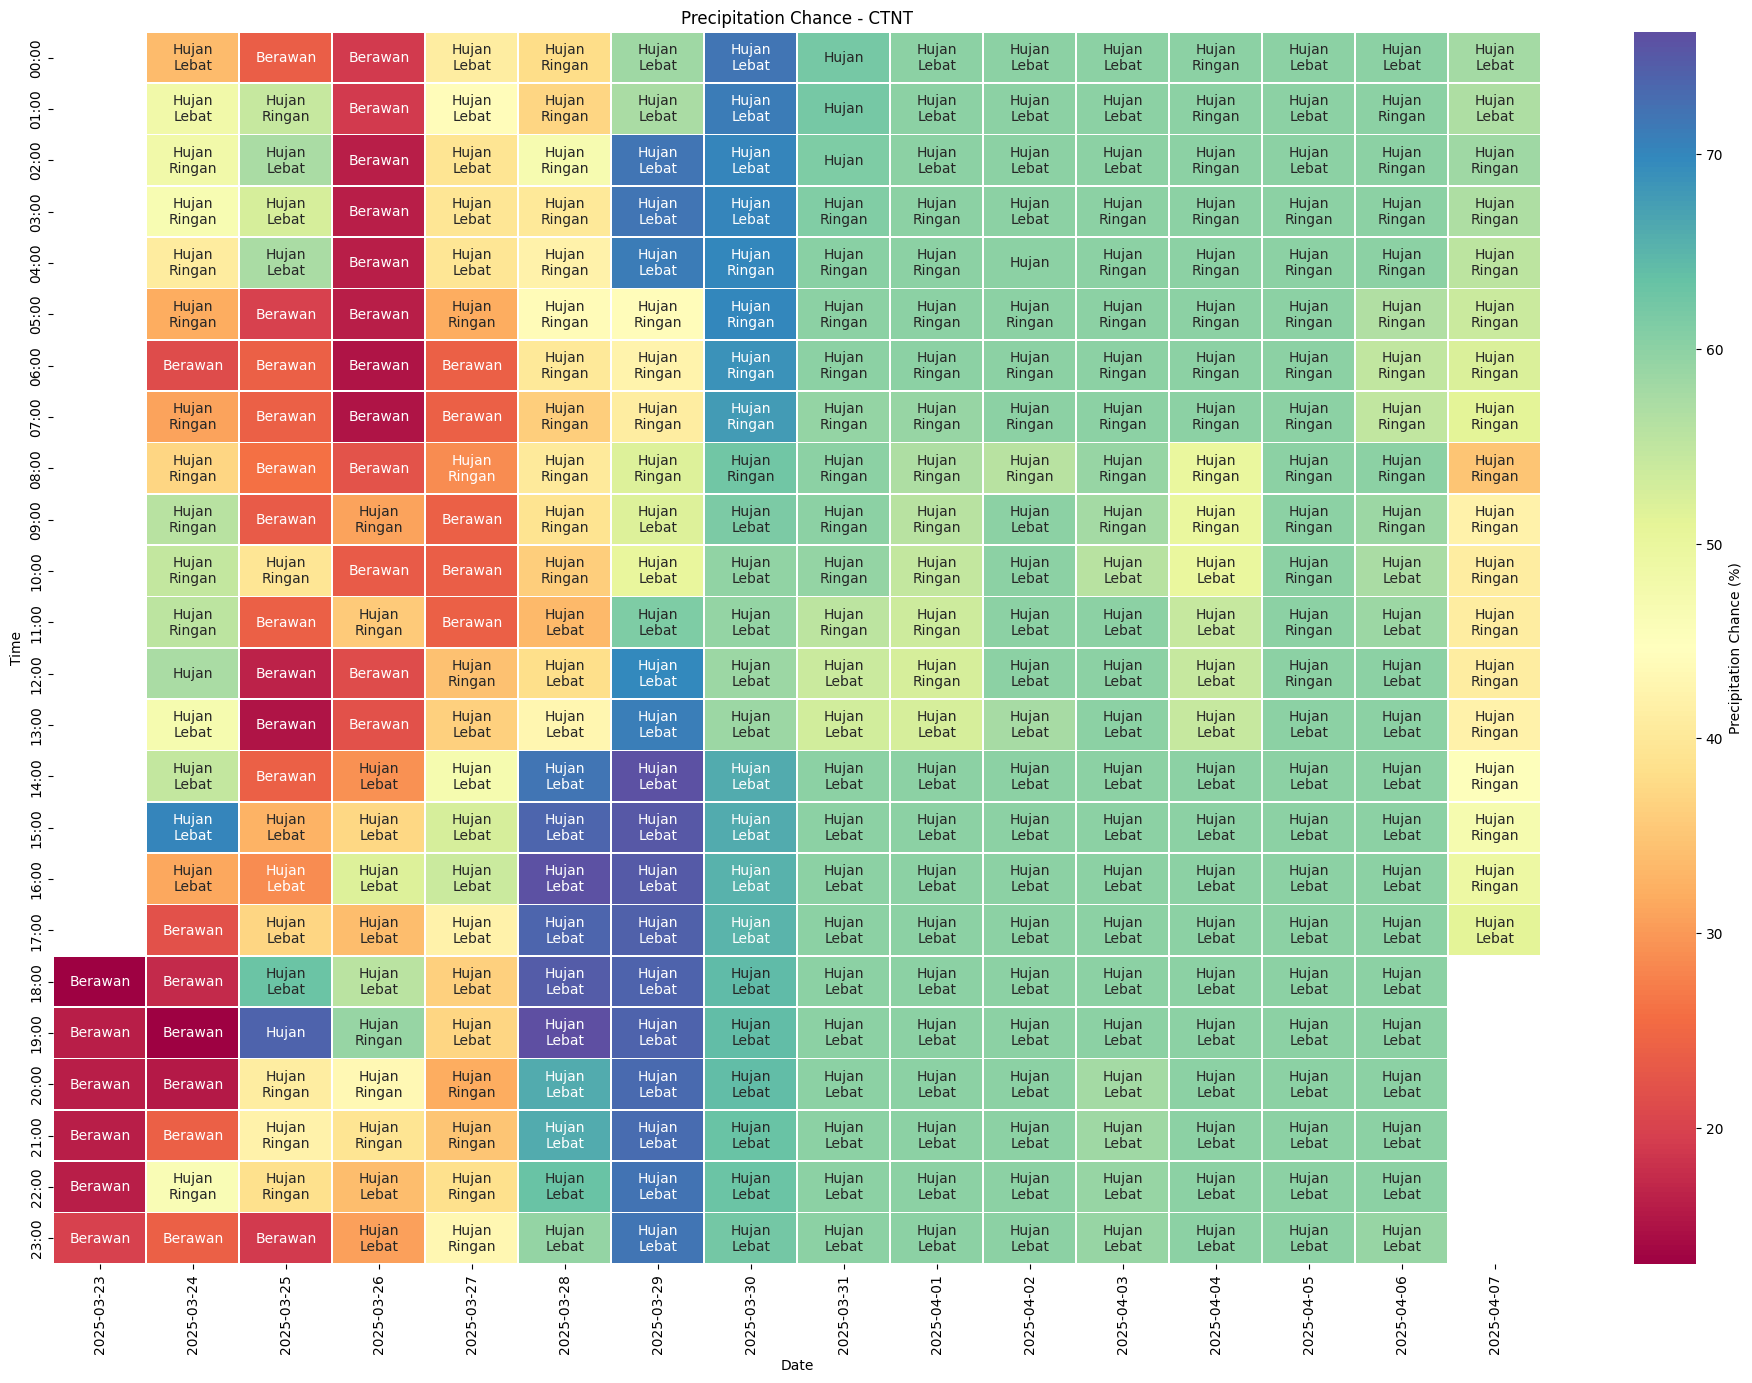 Precipitation Chance - CTNT
00:00 Hujan Lebat Berawan Berawan Hujan Lebat Hujan Ringan Hujan Lebat Hujan Lebat Hujan Hujan Lebat Hujan Lebat Hujan Lebat Hujan Ringan Hujan Lebat Hujan Lebat Hujan Lebat
01:00 Hujan Lebat Hujan Ringan Berawan Hujan Lebat Hujan Ringan Hujan Lebat Hujan Lebat Hujan Hujan Lebat Hujan Lebat Hujan Lebat Hujan Ringan Hujan Lebat Hujan Ringan Hujan Lebat
02:00 Hujan Ringan Hujan Lebat Berawan Hujan Lebat Hujan Ringan Hujan Lebat Hujan Lebat Hujan Hujan Lebat Hujan Lebat Hujan Lebat Hujan Ringan Hujan Lebat Hujan Ringan Hujan Ringan
03:00 Hujan Ringan Hujan Lebat Berawan Hujan Lebat Hujan Ringan Hujan Lebat Hujan Lebat Hujan Ringan Hujan Ringan Hujan Lebat Hujan Ringan Hujan Ringan Hujan Ringan Hujan Ringan Hujan Ringan
04:00 Hujan Ringan Hujan Lebat Berawan Hujan Lebat Hujan Ringan Hujan Lebat Hujan Ringan Hujan Ringan Hujan Ringan Hujan Hujan Ringan Hujan Ringan Hujan Ringan Hujan Ringan Hujan Ringan
05:00 Hujan Ringan Berawan Berawan Hujan Ringan Hujan Ringan Hujan Ringan Hujan Ringan Hujan Ringan Hujan Ringan Hujan Ringan Hujan Ringan Hujan Ringan Hujan Ringan Hujan Ringan Hujan Ringan
06:00 Berawan Berawan Berawan Berawan Hujan Ringan Hujan Ringan Hujan Ringan Hujan Ringan Hujan Ringan Hujan Ringan Hujan Ringan Hujan Ringan Hujan Ringan Hujan Ringan Hujan Ringan
07:00 Hujan Ringan Berawan Berawan Berawan Hujan Ringan Hujan Ringan Hujan Ringan Hujan Ringan Hujan Ringan Hujan Ringan Hujan Ringan Hujan Ringan Hujan Ringan Hujan Ringan Hujan Ringan
08:00 Hujan Ringan Berawan Berawan Hujan Ringan Hujan Ringan Hujan Ringan Hujan Ringan Hujan Ringan Hujan Ringan Hujan Ringan Hujan Ringan Hujan Ringan Hujan Ringan Hujan Ringan Hujan Ringan
09:00 Hujan Ringan Berawan Hujan Ringan Berawan Hujan Ringan Hujan Lebat Hujan Lebat Hujan Ringan Hujan Ringan Hujan Lebat Hujan Ringan Hujan Ringan Hujan Ringan Hujan Ringan Hujan Ringan
10:00 Hujan Ringan Hujan Ringan Berawan Berawan Hujan Ringan Hujan Lebat Hujan Lebat Hujan Ringan Hujan Ringan Hujan Lebat Hujan Lebat Hujan Lebat Hujan Ringan Hujan Lebat Hujan Ringan
11:00 Hujan Ringan Berawan Hujan Ringan Berawan Hujan Lebat Hujan Lebat Hujan Lebat Hujan Ringan Hujan Ringan Hujan Lebat Hujan Lebat Hujan Lebat Hujan Ringan Hujan Lebat Hujan Ringan
12:00 Hujan Berawan Berawan Hujan Ringan Hujan Lebat Hujan Lebat Hujan Lebat Hujan Lebat Hujan Ringan Hujan Lebat Hujan Lebat Hujan Lebat Hujan Ringan Hujan Lebat Hujan Ringan
13:00 Hujan Lebat Berawan Berawan Hujan Lebat Hujan Lebat Hujan Lebat Hujan Lebat Hujan Lebat Hujan Lebat Hujan Lebat Hujan Lebat Hujan Lebat Hujan Lebat Hujan Lebat Hujan Ringan
14:00 Hujan Lebat Berawan Hujan Lebat Hujan Lebat Hujan Lebat Hujan Lebat Hujan Lebat Hujan Lebat Hujan Lebat Hujan Lebat Hujan Lebat Hujan Lebat Hujan Lebat Hujan Lebat Hujan Ringan
15:00 Hujan Lebat Hujan Lebat Hujan Lebat Hujan Lebat Hujan Lebat Hujan Lebat Hujan Lebat Hujan Lebat Hujan Lebat Hujan Lebat Hujan Lebat Hujan Lebat Hujan Lebat Hujan Lebat Hujan Ringan
16:00 Hujan Lebat Hujan Lebat Hujan Lebat Hujan Lebat Hujan Lebat Hujan Lebat Hujan Lebat Hujan Lebat Hujan Lebat Hujan Lebat Hujan Lebat Hujan Lebat Hujan Lebat Hujan Lebat Hujan Ringan
17:00 Berawan Hujan Lebat Hujan Lebat Hujan Lebat Hujan Lebat Hujan Lebat Hujan Lebat Hujan Lebat Hujan Lebat Hujan Lebat Hujan Lebat Hujan Lebat Hujan Lebat Hujan Lebat Hujan Lebat
18:00 Berawan Berawan Hujan Lebat Hujan Lebat Hujan Lebat Hujan Lebat Hujan Lebat Hujan Lebat Hujan Lebat Hujan Lebat Hujan Lebat Hujan Lebat Hujan Lebat Hujan Lebat Hujan Lebat
19:00 Berawan Berawan Hujan Hujan Ringan Hujan Lebat Hujan Lebat Hujan Lebat Hujan Lebat Hujan Lebat Hujan Lebat Hujan Lebat Hujan Lebat Hujan Lebat Hujan Lebat Hujan Lebat
20:00 Berawan Berawan Hujan Ringan Hujan Ringan Hujan Ringan Hujan Lebat Hujan Lebat Hujan Lebat Hujan Lebat Hujan Lebat Hujan Lebat Hujan Lebat Hujan Lebat Hujan Lebat Hujan Lebat
21:00 Berawan Berawan Hujan Ringan Hujan Ringan Hujan Ringan Hujan Lebat Hujan Lebat Hujan Lebat Hujan Lebat Hujan Lebat Hujan Lebat Hujan Lebat Hujan Lebat Hujan Lebat Hujan Lebat
22:00 Berawan Hujan Ringan Hujan Ringan Hujan Lebat Hujan Ringan Hujan Lebat Hujan Lebat Hujan Lebat Hujan Lebat Hujan Lebat Hujan Lebat Hujan Lebat Hujan Lebat Hujan Lebat Hujan Lebat
23:00 Berawan Berawan Berawan Hujan Lebat Hujan Ringan Hujan Lebat Hujan Lebat Hujan Lebat Hujan Lebat Hujan Lebat Hujan Lebat Hujan Lebat Hujan Lebat Hujan Lebat Hujan Lebat
Time
2025-03-23 2025-03-24 2025-03-25 2025-03-26 2025-03-27 2025-03-28 2025-03-29 2025-03-30 2025-03-31 2025-04-01 2025-04-02 2025-04-03 2025-04-04 2025-04-05 2025-04-06 2025-04-07
Date
70
60
50
40
30
20
Precipitation Chance (%)